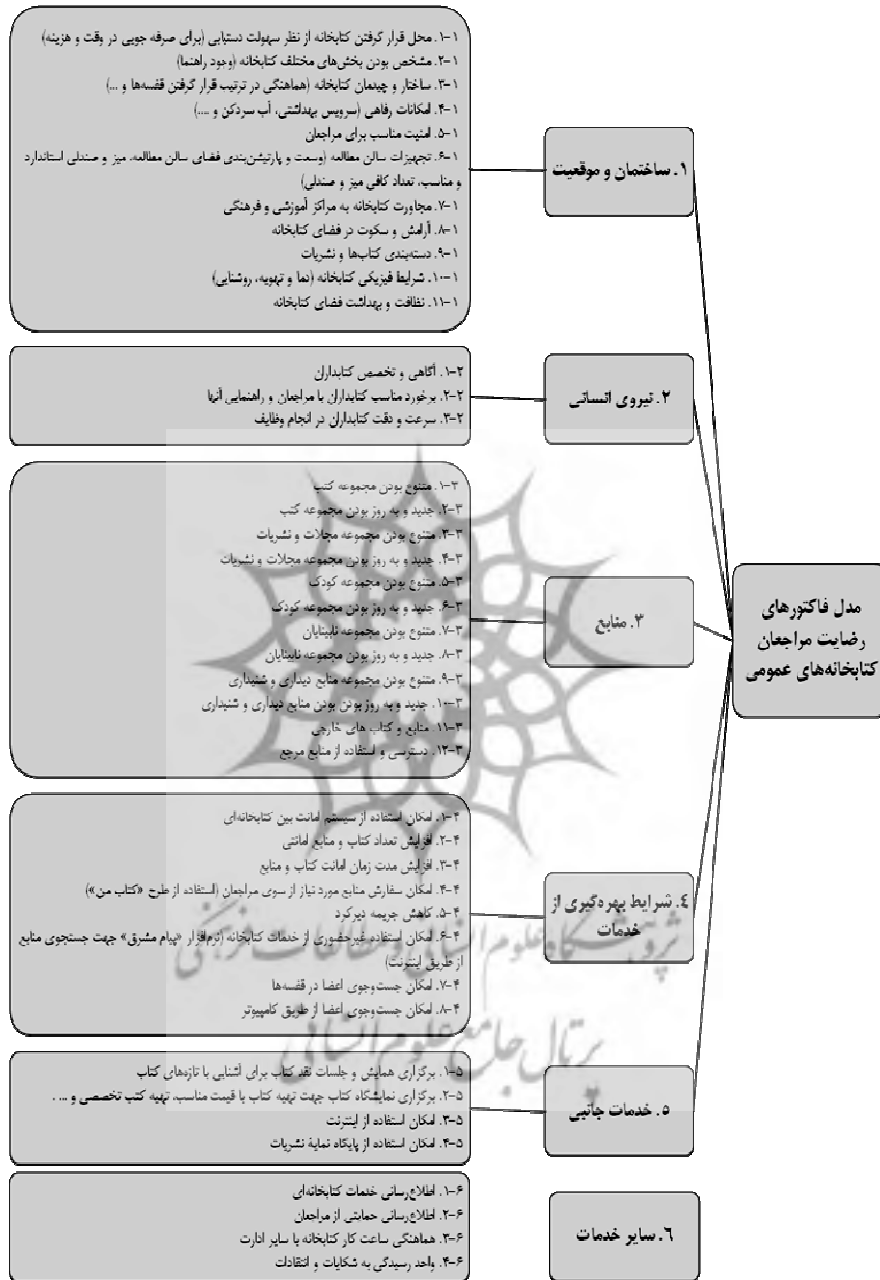 مدل فاکتورهای
رضایت مراجعان
کتابخانه‌های عمومی
۱. ساختمان و موقعیت
۱-۱. محل قرار گرفتن کتابخانه از نظر سهولت دستیابی (برای صرفه جویی در وقت و هزینه)
۲-۱. مشخص بودن بخش‌های مختلف کتابخانه (وجود راهنما)
۳-۱. ساختار و چیدمان کتابخانه (هماهنگی در ترتیب قرار گرفتن قفسه‌ها و ...)
۴-۱. امکانات رفاهی (سرویس بهداشتی، آب سردکن و ....)
۵-۱. امنیت مناسب برای مراجعان
۶-۱. تجهیزات سالن مطالعه (وسعت و پارتیشن‌بندی فضای سالن مطالعه، میز و صندلی استاندارد
و مناسب، تعداد کافی میز و صندلی)
۷-۱. مجاورت کتابخانه به مراکز آموزشی و فرهنگی
۸-۱. آرامش و سکوت در فضای کتابخانه
۹-۱. دسته‌بندی کتاب‌ها و نشریات
۱۰-۱. شرایط فیزیکی کتابخانه (دما و تهویه، روشنایی)
۱۱-۱. نظافت و بهداشت فضای کتابخانه
۲. نیروی انسانی
۱-۲. آگاهی و تخصص کتابداران
۲-۲. برخورد مناسب کتابداران با مراجعان و راهنمایی آنها
۳-۲. سرعت و دقت کتابداران در انجام وظایف
۳. منابع
۱-۳. متنوع بودن مجموعه کتب
۲-۳. جدید و به روز بودن مجموعه کتب
۳-۳. متنوع بودن مجموعه مجلات و نشریات
۴-۳. جدید و به روز بودن مجموعه مجلات و نشریات
۵-۳. متنوع بودن مجموعه کودک
۶-۳. جدید و به روز بودن مجموعه کودک
۷-۳. متنوع بودن مجموعه نابینایان
۸-۳. جدید و به روز بودن مجموعه نابینایان
۹-۳. متنوع بودن مجموعه منابع دیداری و شنیداری
۱۰-۳. جدید و به روز بودن بودن منابع دیداری و شنیداری
۱۱-۳. منابع و کتاب های خارجی
۱۲-۳. دسترسی و استفاده از منابع مرجع
۴. شرایط بهره‌گیری از
خدمات
۱-۴. امکان استفاده از سیستم امانت بین کتابخانه‌ای
۲-۴. افزایش تعداد کتاب و منابع امانتی
۳-۴. افزایش مدت زمان امانت کتاب و منابع
۴-۴. امکان سفارش منابع مورد نیاز از سوی مراجعان (استفاده از طرح «کتاب من»)
۵-۴. کاهش جریمه دیرکرد
۶-۴. امکان استفاده غیرحضوری از خدمات کتابخانه (نرم‌افزار «پیام مشرق» جهت جستجوی منابع
از طریق اینترنت)
۷-۴. امکان جست‌وجوی اعضا در قفسه‌ها
۸-۴. امکان جست‌وجوی اعضا از طریق کامپیوتر
۵. خدمات جانبی
۱-۵. برگزاری همایش و جلسات نقد کتاب برای آشنایی با تازه‌های کتاب
۲-۵. برگزاری نمایشگاه کتاب جهت تهیه کتاب با قیمت مناسب، تهیه کتب تخصصی و ... .
۳-۵. امکان استفاده از اینترنت
۴-۵. امکان استفاده از پایگاه نمایۀ نشریات
۶. سایر خدمات
۱-۶. اطلاع‌رسانی خدمات کتابخانه‌ای
۲-۶. اطلاع‌رسانی حمایتی از مراجعان
۳-۶. هماهنگی ساعت کار کتابخانه با سایر ادارت
۴-۶. واحد رسیدگی به شکایات و انتقادات
پژوهشگاه علوم انسانی و مطالعات فرهنگی
پرتال جامع علوم انسانی